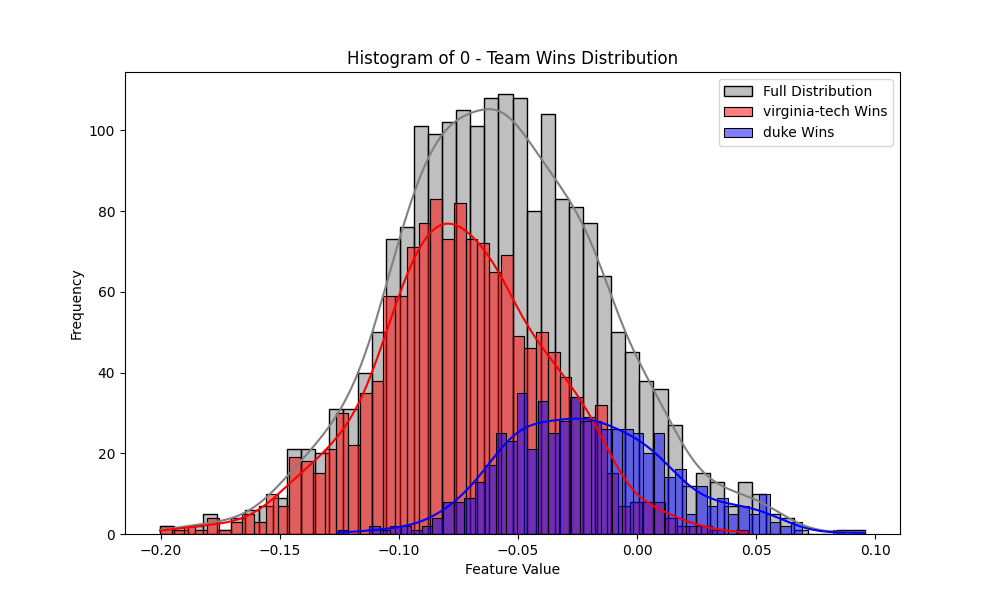 Histogram of 0 - Team Wins Distribution
Full Distribution
virginia-tech Wins
duke Wins
Frequency
100
80
60
40
20
0
−0.20 −0.15 −0.10 −0.05 0.00 0.05 0.10
Feature Value